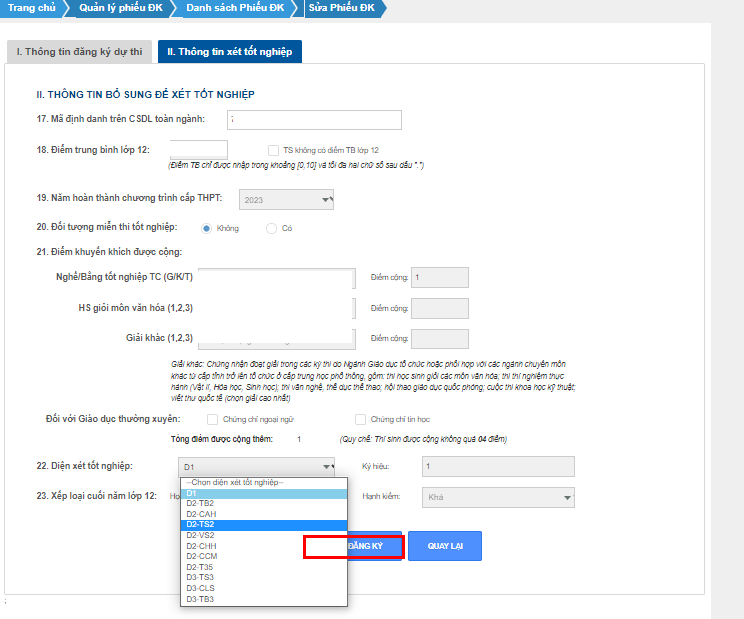 Trang chủ Quản lý phiếu ĐK Danh sách Phiếu ĐK Sửa Phiếu ĐK
I. Thông tin đăng ký dự thi II. Thông tin xét tốt nghiệp
II. THÔNG TIN BỔ SUNG ĐỂ XÉT TỐT NGHIỆP
17. Mã định danh trên CSDL toàn ngành:
18. Điểm trung bình lớp 12: TS không có điểm TB lớp 12
(Điểm TB chỉ được nhập trong khoảng [0,10] và tối đa hai chữ số sau dấu ".")
19. Năm hoàn thành chương trình cấp THPT: 2023
20. Đối tượng miễn thi tốt nghiệp: Không Có
21. Điểm khuyến khích được cộng:
Nghề/Bằng tốt nghiệp TC (G/K/T) Điểm cộng: 1
HS giỏi môn văn hóa (1,2,3) Điểm cộng:
Giải khác (1,2,3) Điểm cộng:
Giải khác: Chứng nhận đoạt giải trong các kỳ thi do Ngành Giáo dục tổ chức hoặc phối hợp với các ngành chuyên môn
khác từ cấp tỉnh trở lên tổ chức ở cấp trung học phổ thông, gồm: thi học sinh giỏi các môn văn hóa; thi thí nghiệm thực
hành (Vật lí, Hóa học, Sinh học); thi văn nghệ, thể dục thể thao; hội thao giáo dục quốc phòng; cuộc thi khoa học kỹ thuật;
viết thư quốc tế (chọn giải cao nhất)
Đối với Giáo dục thường xuyên: Chứng chỉ ngoại ngữ Chứng chỉ tin học
Tổng điểm được cộng thêm: 1 (Quy chế: Thí sinh được cộng không quá 04 điểm)
22. Diện xét tốt nghiệp: D1 Ký hiệu: 1
--Chọn diện xét tốt nghiệp--
23. Xếp loại cuối năm lớp 12: Hạnh kiểm: Khá
D1
D2-TB2
D2-CAH
D2-TS2
D2-VS2
D2-CHH
D2-CCM
D2-T35
D3-TS3
D3-CLS
D3-TB3
ĐĂNG KÝ QUAY LẠI